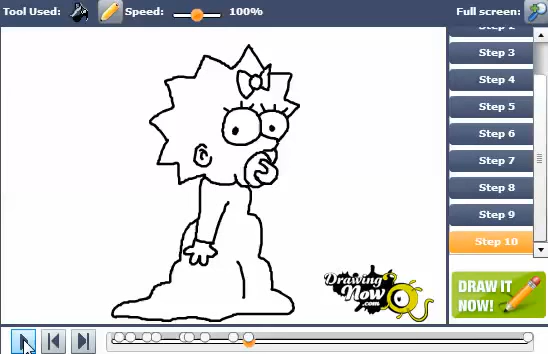 Tool Used: Speed: 100% Full screen:
Step 3
Step 4
Step 5
Step 6
Step 7
Step 8
Step 9
Step 10
Drawing
Now.com
DRAW IT
NOW!